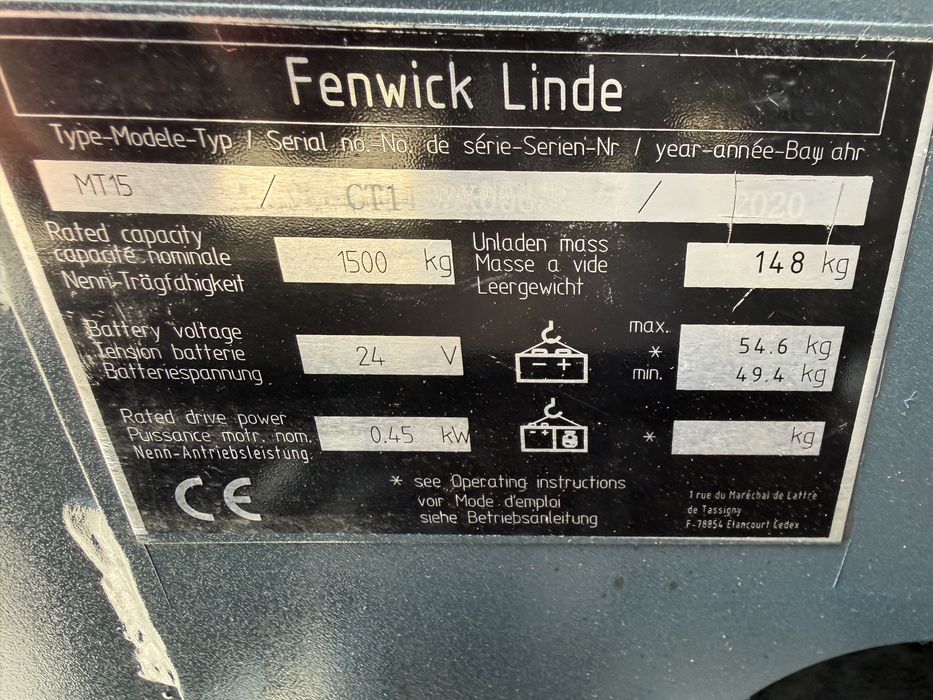 Fenwick Linde
Type-Modele-Typ / Serial no.-No. de série-Serien-Nr / year-année-Bauj ahr
MT15 / CT1 / 2020
Rated capacity
capacité nominale
Nenn-Trägfähigkeit
1500 kg
Unladen mass
Masse a vide
Leergewicht
148 kg
Battery voltage
Tension batterie
Batteriespannung
24 V
- +
max.
*
min.
54.6 kg
49.4 kg
Rated drive power
Puissance motr. nom.
Nenn-Antriebsleistung
0.45 kW
- +
* kg
CE
* see Operating instructions
voir Mode d'emploi
siehe Betriebsanleitung
1 rue du Maréchal de Lattre
de Tassigny
F-78854 Elancourt Cedex